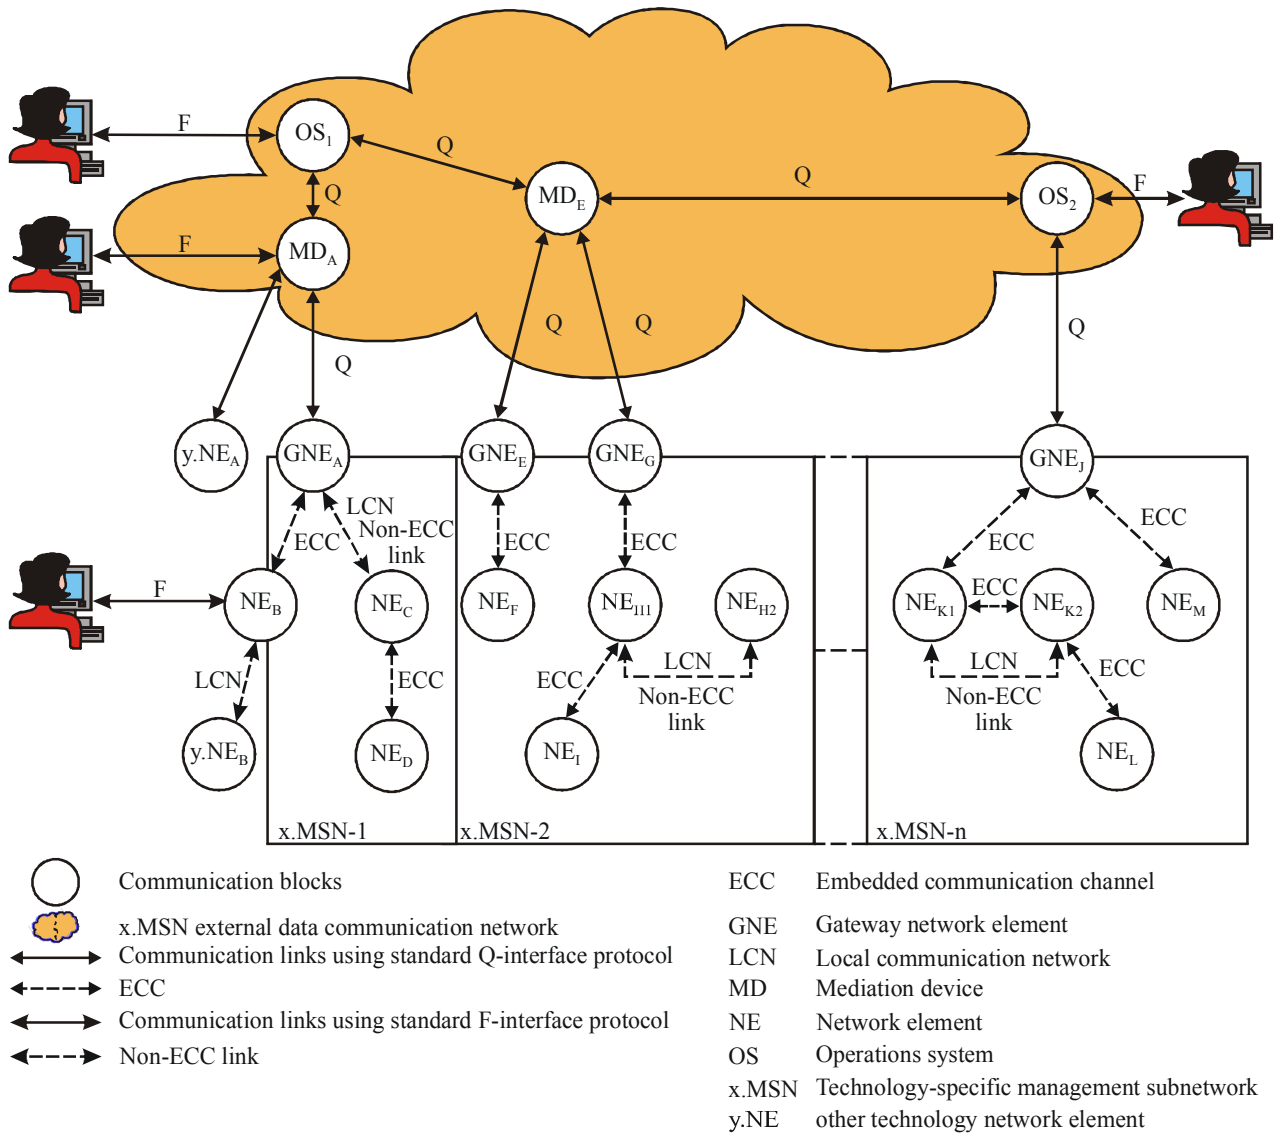 F
OS1
Q
MDE
Q
OS2
F
Q
F
MDA
Q
Q
Q
Q
y.NEA
GNEA
GNEE
GNEG
GNEJ
LCN
Non-ECC
link
ECC
ECC
ECC
ECC
ECC
F
NEB
NEC
NEF
NE111
NEH2
NEK1
ECC
NEK2
NEM
LCN
ECC
ECC
LCN
Non-ECC
link
LCN
Non-ECC
link
ECC
y.NEB
NED
NEI
NEL
x.MSN-1
x.MSN-2
x.MSN-n
Communication blocks
x.MSN external data communication network
Communication links using standard Q-interface protocol
ECC
Communication links using standard F-interface protocol
Non-ECC link
ECC Embedded communication channel
GNE Gateway network element
LCN Local communication network
MD Mediation device
NE Network element
OS Operations system
x.MSN Technology-specific management subnetwork
y.NE other technology network element